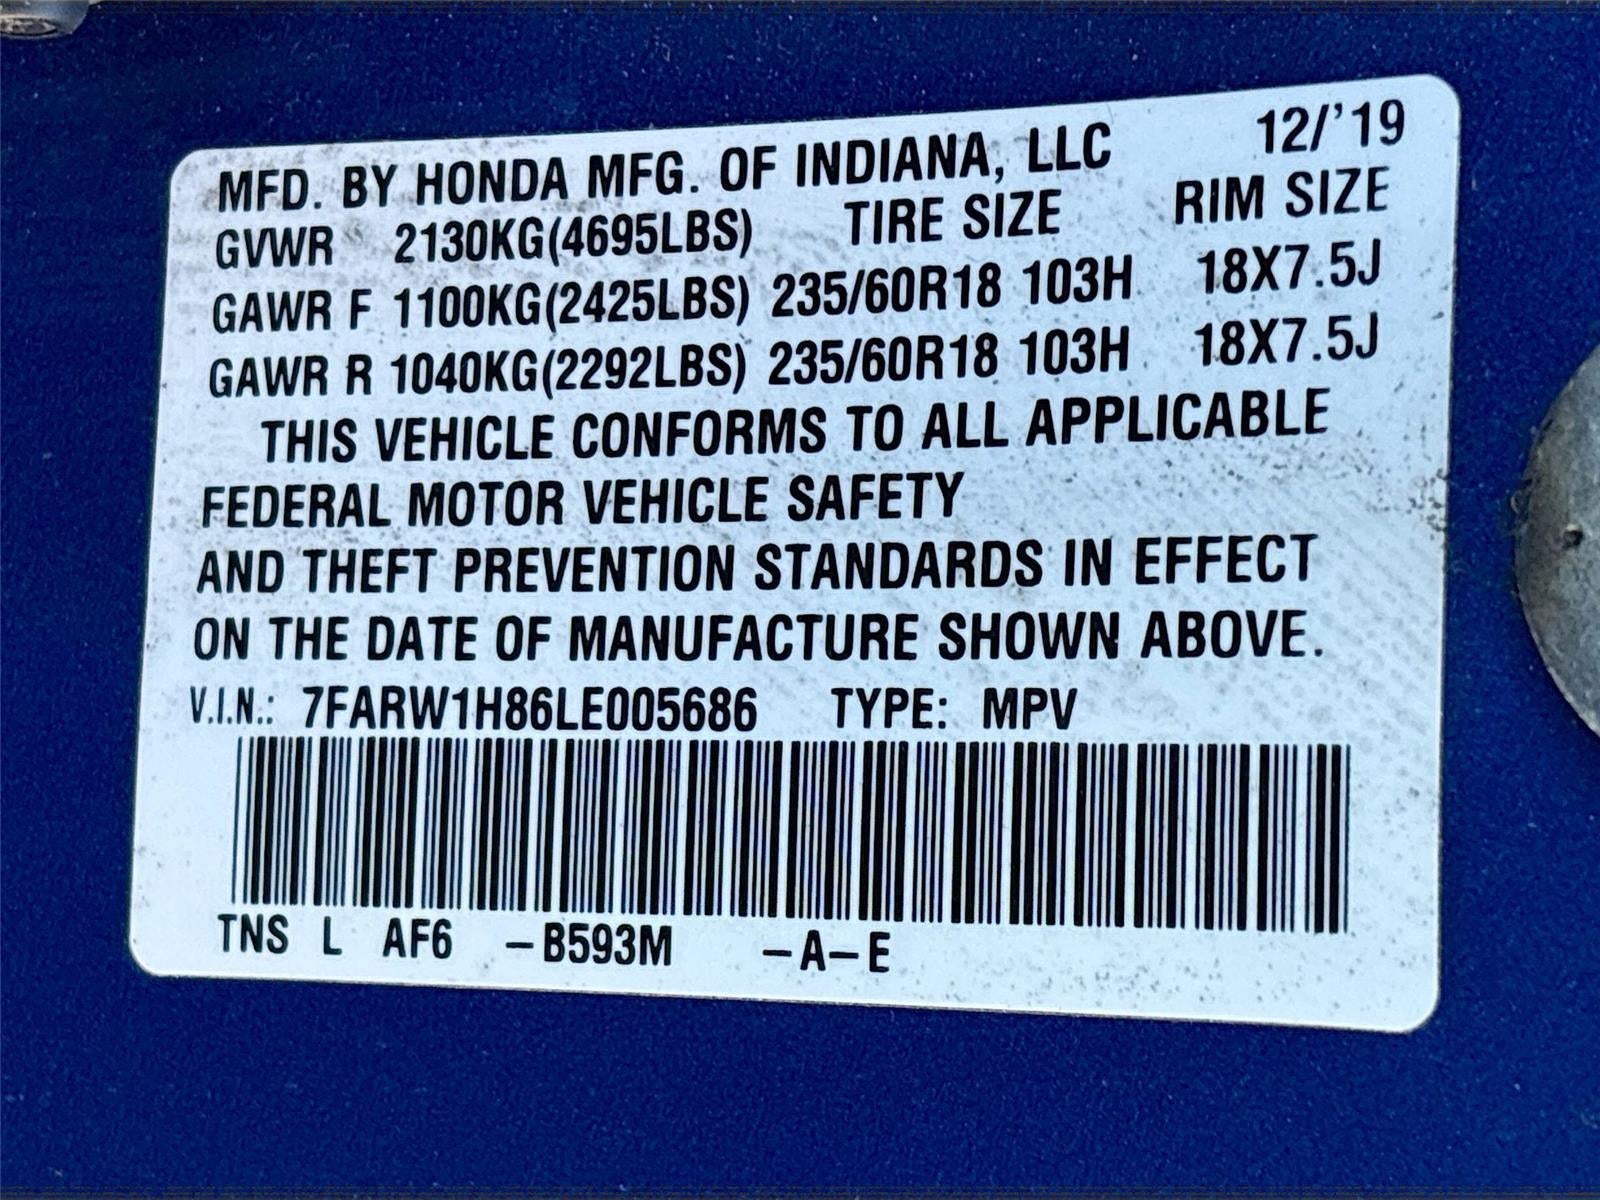 MFD. BY HONDA MFG. OF INDIANA, LLC 12/'19
GVWR 2130KG(4695LBS) TIRE SIZE RIM SIZE
GAWR F 1100KG(2425LBS) 235/60R18 103H 18X7.5J
GAWR R 1040KG(2292LBS) 235/60R18 103H 18X7.5J
THIS VEHICLE CONFORMS TO ALL APPLICABLE
FEDERAL MOTOR VEHICLE SAFETY
AND THEFT PREVENTION STANDARDS IN EFFECT
ON THE DATE OF MANUFACTURE SHOWN ABOVE.
V.I.N.: 7FARW1H86LE005686 TYPE: MPV
TNS L AF6 -B593M -A-E